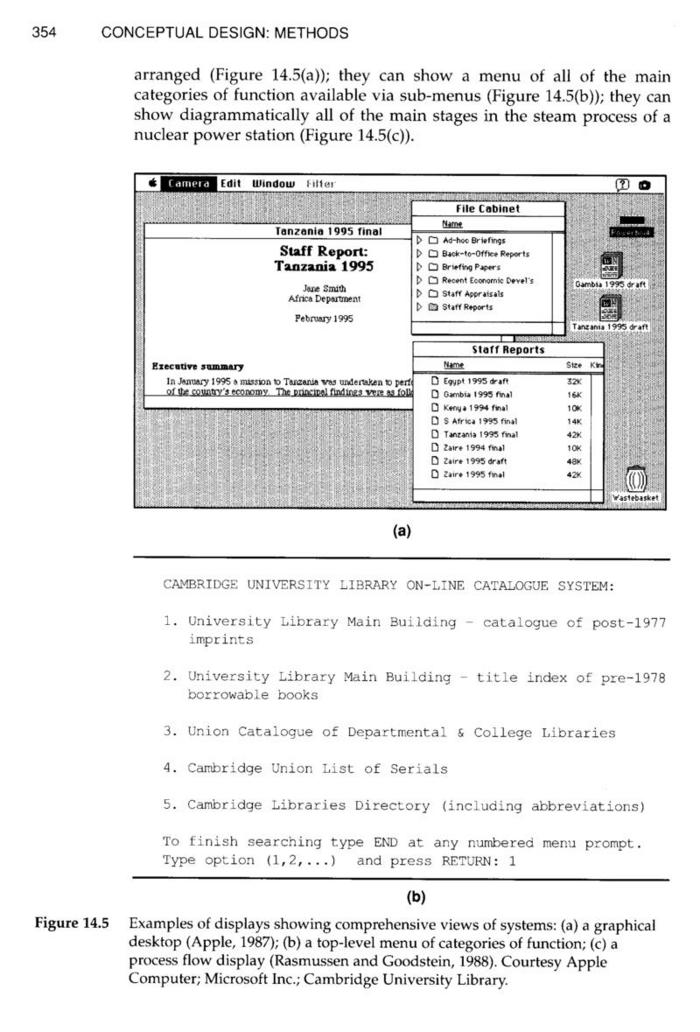 354 CONCEPTUAL DESIGN: METHODS
arranged (Figure 14.5(a)); they can show a menu of all of the main
categories of function available via sub-menus (Figure 14.5(b)); they can
show diagrammatically all of the main stages in the steam process of a
nuclear power station (Figure 14.5(c)).
Camera Edit Window Filter
File Cabinet
Name
Ad-hoc Briefings
Back-to-Office Reports
Briefing Papers
Recent Economic Devel's
Staff Appraisals
Staff Reports
Tanzania 1995 final
Staff Report:
Tanzania 1995
Jane Smith
Africa Department
February 1995
Executive summary
In January 1995 a mission to Tanzania was undertaken to perf
of the country's economy. The principal findings were as foll
Gambia 1995 draft
Tanzania 1995 draft
Staff Reports
Name Size Kin
Egypt 1995 draft 32K
Gambia 1995 final 16K
Kenya 1994 final 10K
S Africa 1995 final 14K
Tanzania 1995 final 42K
Zaire 1994 final 10K
Zaire 1995 draft 48K
Zaire 1995 final 42K
Wastebasket
(a)
CAMBRIDGE UNIVERSITY LIBRARY ON-LINE CATALOGUE SYSTEM:
1. University Library Main Building - catalogue of post-1977
imprints
2. University Library Main Building - title index of pre-1978
borrowable books
3. Union Catalogue of Departmental & College Libraries
4. Cambridge Union List of Serials
5. Cambridge Libraries Directory (including abbreviations)
To finish searching type END at any numbered menu prompt.
Type option (1,2,...) and press RETURN: 1
(b)
Figure 14.5 Examples of displays showing comprehensive views of systems: (a) a graphical
desktop (Apple, 1987); (b) a top-level menu of categories of function; (c) a
process flow display (Rasmussen and Goodstein, 1988). Courtesy Apple
Computer; Microsoft Inc.; Cambridge University Library.